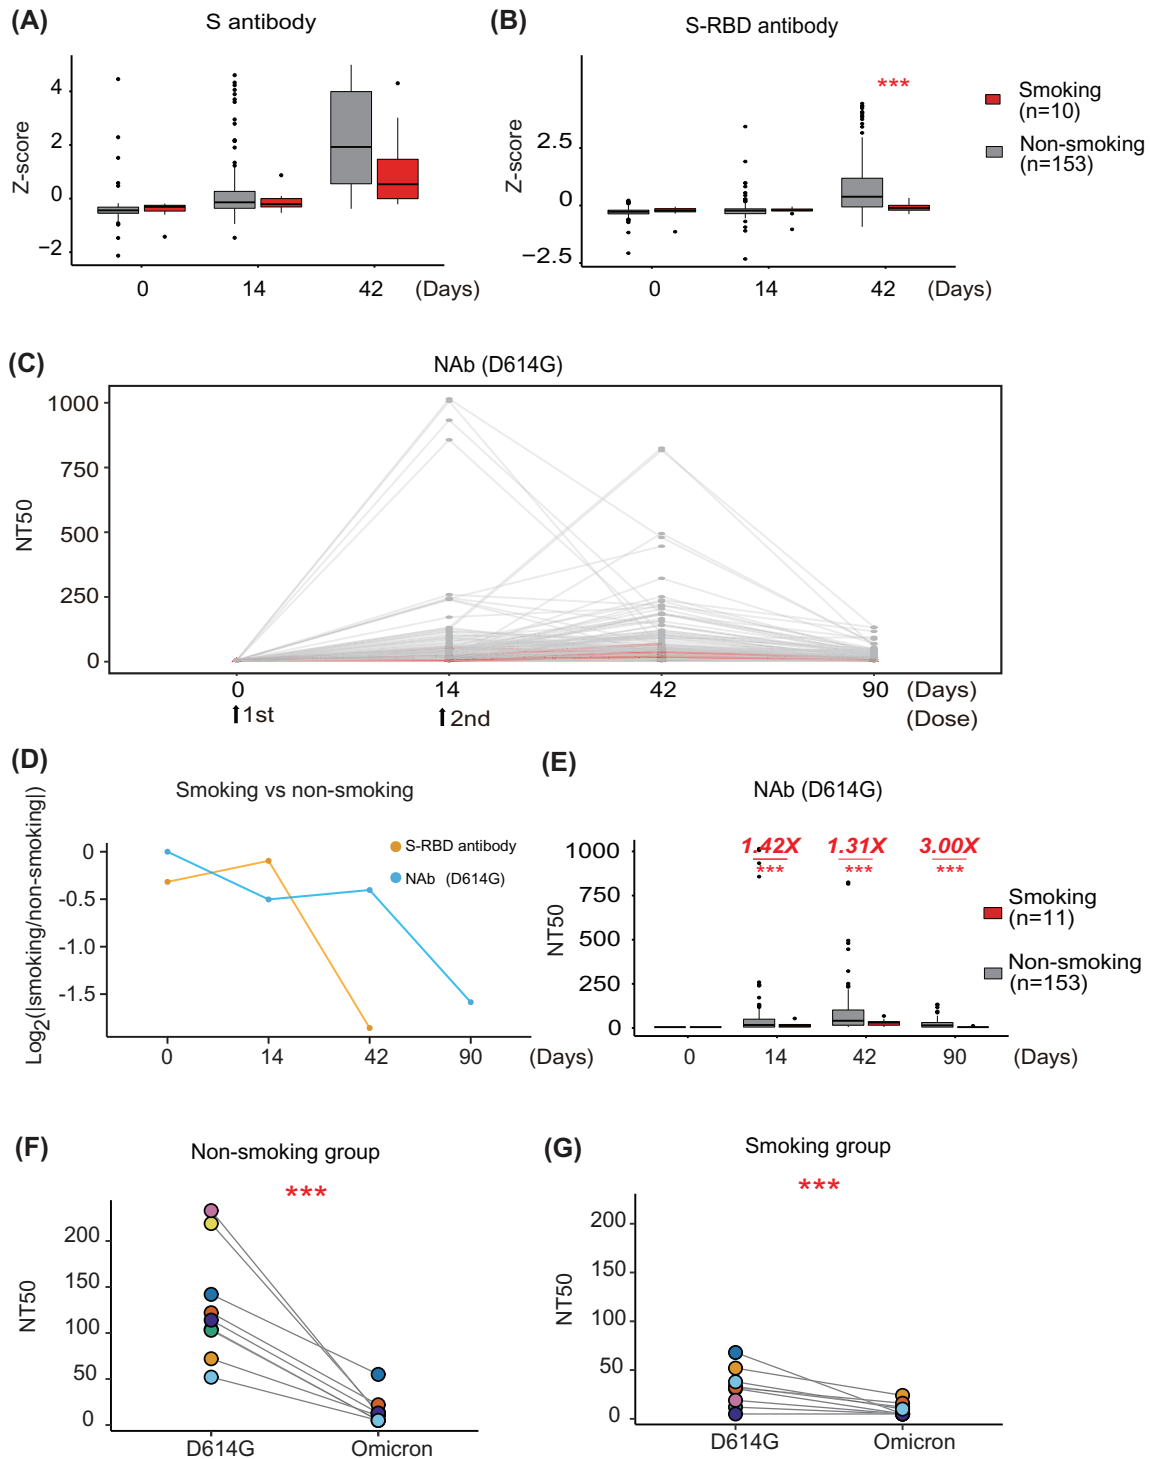 (A)
S antibody
Z-score
4
2
0
−2
0
14
42
(Days)
(B)
S-RBD antibody
Z-score
2.5
0
−2.5
***
0
14
42
(Days)
Smoking
(n=10)
Non-smoking
(n=153)
(C)
NAb (D614G)
NT50
1000
750
500
250
0
0
14
42
90
(Days)
1st
2nd
(Dose)
(D)
Smoking vs non-smoking
Log2(|smoking/non-smoking|)
0
-0.5
-1.0
-1.5
S-RBD antibody
NAb (D614G)
0
14
42
90
(Days)
(E)
NAb (D614G)
NT50
1000
750
500
250
0
1.42X
1.31X
3.00X
***
***
***
Smoking
(n=11)
Non-smoking
(n=153)
0
14
42
90
(Days)
(F)
Non-smoking group
***
NT50
200
150
100
50
0
D614G
Omicron
(G)
Smoking group
***
NT50
200
150
100
50
0
D614G
Omicron